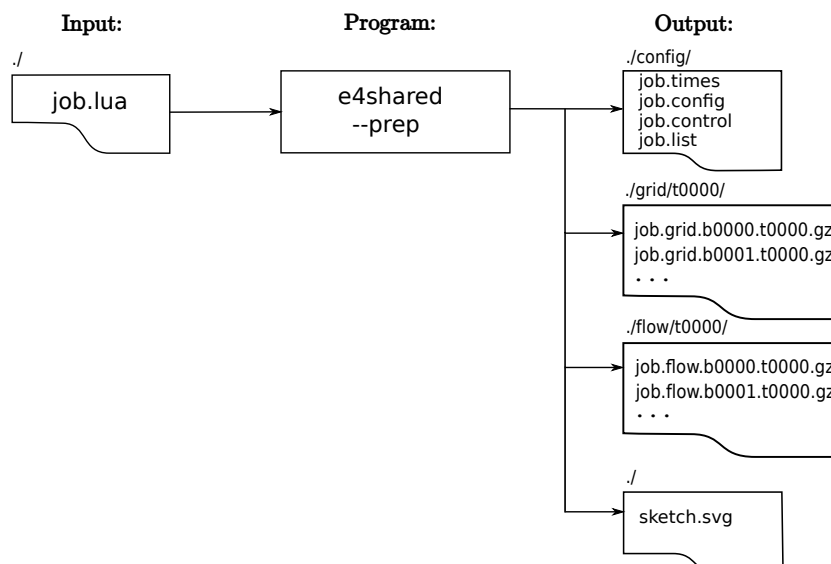 Input:
Program:
Output:
./
job.lua
e4shared
--prep
./config/
job.times
job.config
job.control
job.list
./grid/t0000/
job.grid.b0000.t0000.gz
job.grid.b0001.t0000.gz
. . .
./flow/t0000/
job.flow.b0000.t0000.gz
job.flow.b0001.t0000.gz
. . .
./
sketch.svg